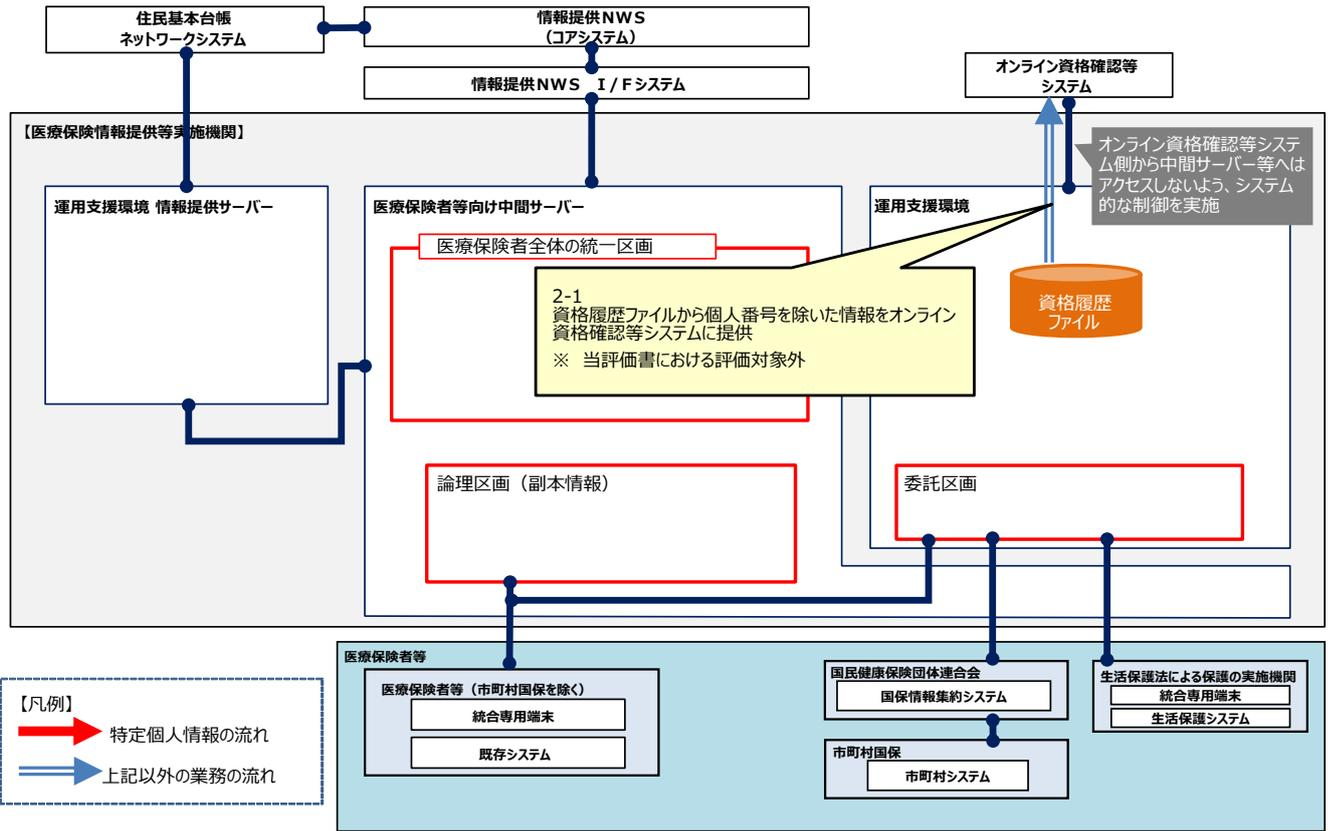 住民基本台帳
ネットワークシステム
情報提供NWS
（コアシステム）
情報提供NWS　I/Fシステム
オンライン資格確認等
システム
【医療保険情報提供等実施機関】
オンライン資格確認等システ
ム側から中間サーバー等へは
アクセスしないよう、システム
的な制御を実施
運用支援環境 情報提供サーバー
医療保険者等向け中間サーバー
運用支援環境
医療保険者全体の統一区画
2-1
資格履歴ファイルから個人番号を除いた情報をオンライン
資格確認等システムに提供
※　当評価書における評価対象外
資格履歴
ファイル
論理区画（副本情報）
委託区画
医療保険者等
医療保険者等（市町村国保を除く）
統合専用端末
既存システム
国民健康保険団体連合会
国保情報集約システム
市町村国保
市町村システム
生活保護法による保護の実施機関
統合専用端末
生活保護システム
【凡例】
特定個人情報の流れ
上記以外の業務の流れ